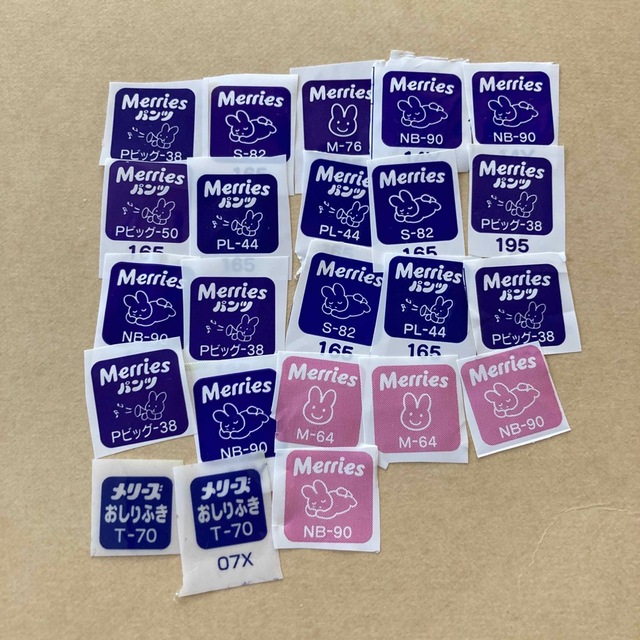 Merries
パンツ
Pビッグ-38
Merries
S-82
165
Merries
M-76
Merries
NB-90
Merries
NB-90
Merries
パンツ
Pビッグ-50
165
Merries
パンツ
PL-44
165
Merries
パンツ
PL-44
Merries
S-82
165
Merries
パンツ
Pビッグ-38
195
Merries
NB-90
Merries
パンツ
Pビッグ-38
Merries
S-82
165
Merries
パンツ
PL-44
165
Merries
パンツ
Pビッグ-38
Merries
パンツ
Pビッグ-38
Merries
NB-90
Merries
M-64
Merries
M-64
Merries
NB-90
メリーズ
おしりふき
T-70
メリーズ
おしりふき
T-70
07X
Merries
NB-90